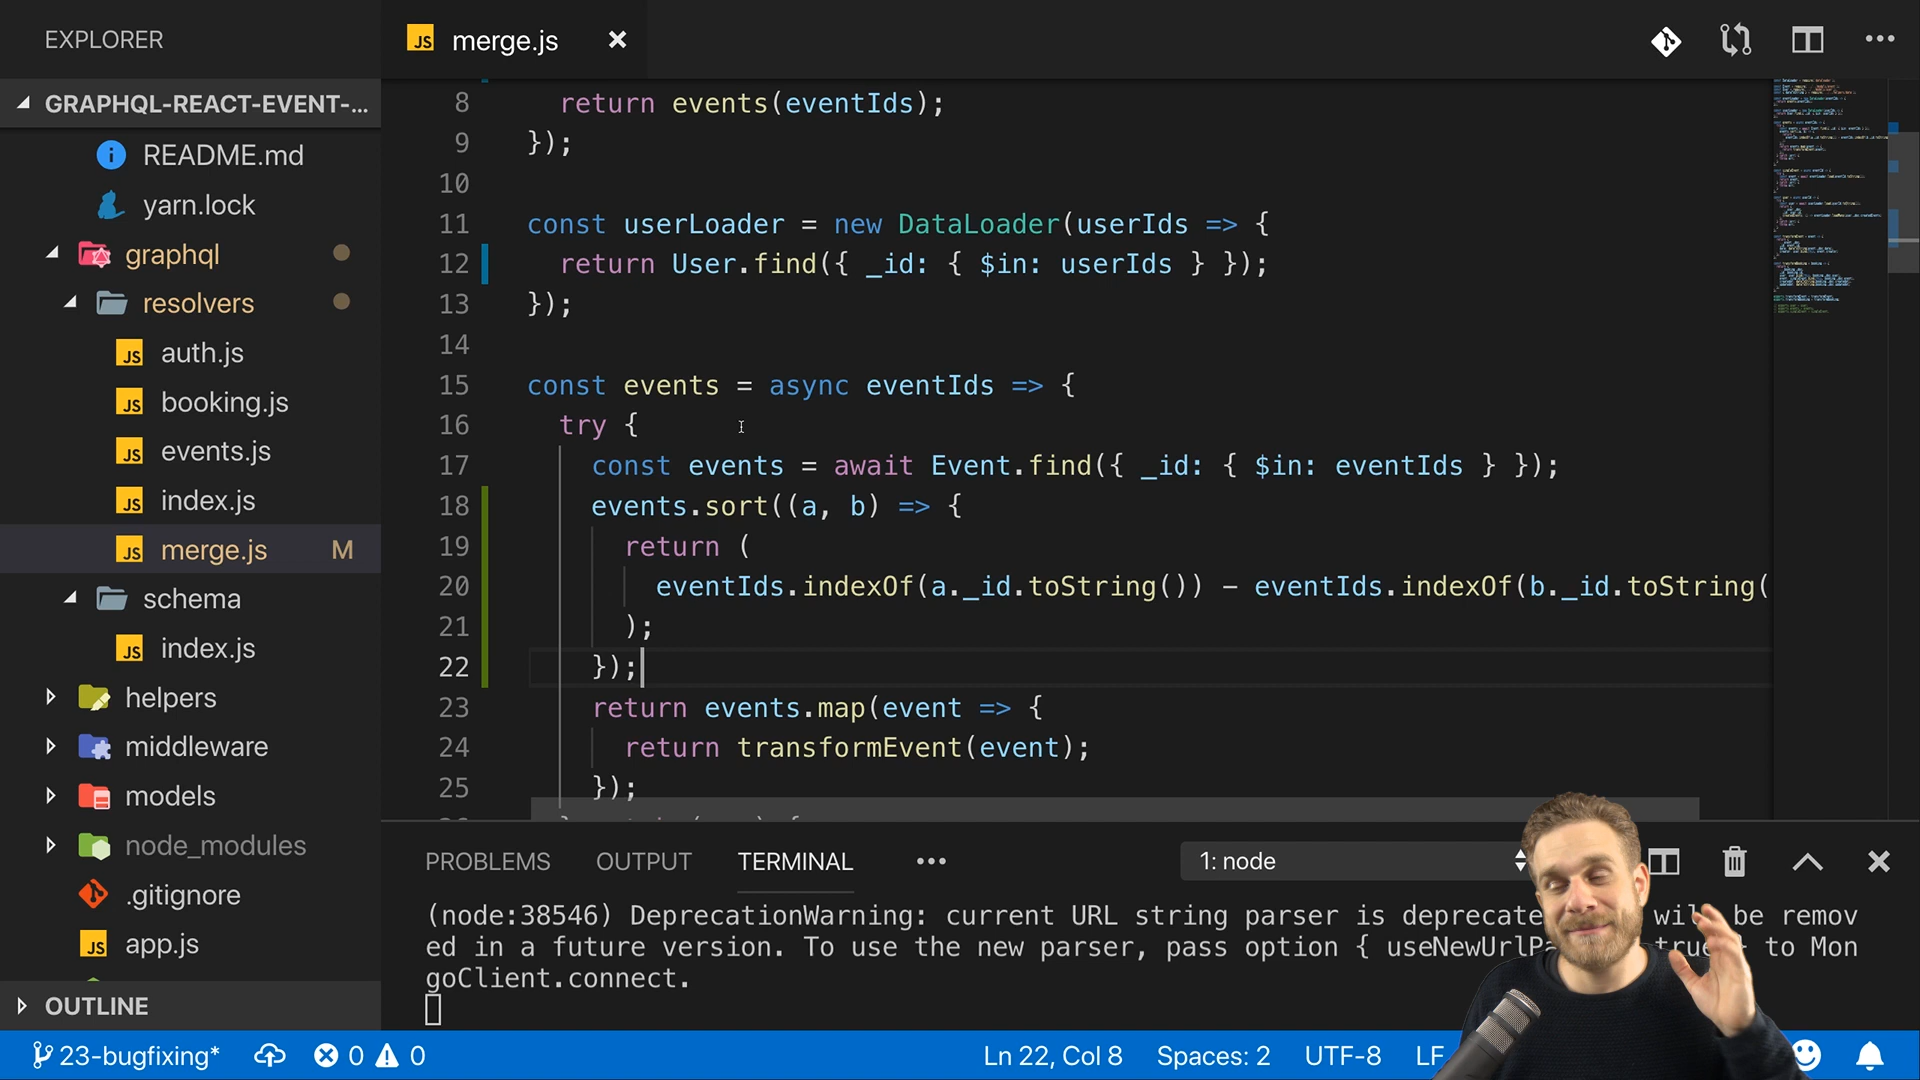 EXPLORER
GRAPHQL-REACT-EVENT-...
README.md
yarn.lock
graphql
resolvers
JS auth.js
JS booking.js
JS events.js
JS index.js
JS merge.js M
schema
JS index.js
helpers
middleware
models
node_modules
.gitignore
JS app.js
OUTLINE
JS merge.js
8 return events(eventIds);
9 });
10
11 const userLoader = new DataLoader(userIds => {
12 return User.find({ _id: { $in: userIds } });
13 });
14
15 const events = async eventIds => {
16 try {
17 const events = await Event.find({ _id: { $in: eventIds } });
18 events.sort((a, b) => {
19 return (
20 eventIds.indexOf(a._id.toString()) - eventIds.indexOf(b._id.toString(
21 );
22 });
23 return events.map(event => {
24 return transformEvent(event);
25 });
PROBLEMS OUTPUT TERMINAL ••• 1: node
(node:38546) DeprecationWarning: current URL string parser is deprecate will be remov
ed in a future version. To use the new parser, pass option { useNewUrlPa true } to Mon
goClient.connect.
23-bugfixing* 0 0 Ln 22, Col 8 Spaces: 2 UTF-8 LF